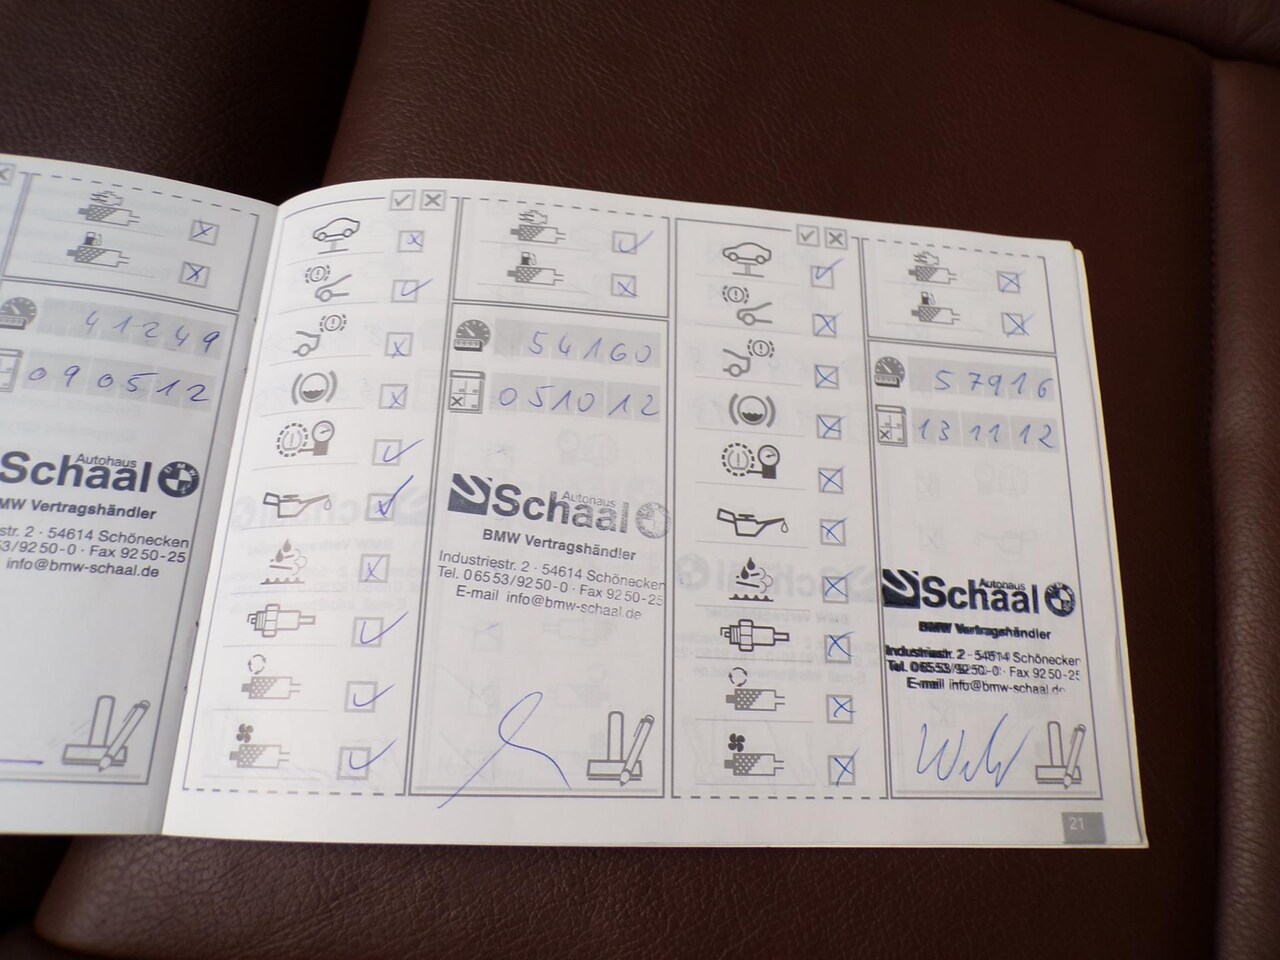 41249
090512
Autohaus
Schaal
MW Vertragshändler
str. 2 · 54614 Schönecken
53/9250-0 · Fax 9250-25
info@bmw-schaal.de
54160
051012
Autohaus
Schaal
BMW Vertragshändler
Industriestr. 2 · 54614 Schönecken
Tel. 06553/9250-0 · Fax 9250-25
E-mail info@bmw-schaal.de
57916
131112
Autohaus
Schaal
BMW Vertragshändler
Industriestr. 2 · 54614 Schönecken
Tel. 06553/9250-0 · Fax 9250-25
E-mail info@bmw-schaal.de
21